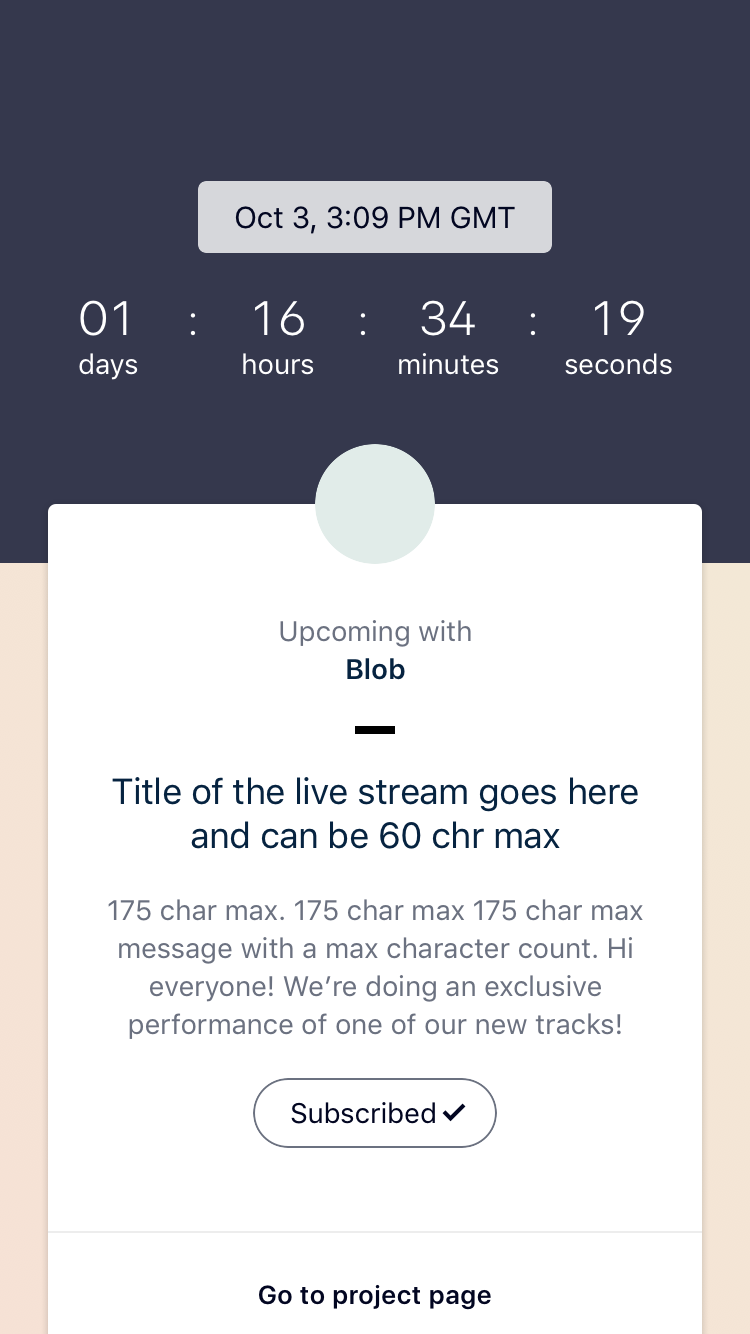 Oct 3, 3:09 PM GMT
01 : 16 : 34 : 19
days hours minutes seconds
Upcoming with
Blob
Title of the live stream goes here
and can be 60 chr max
175 char max. 175 char max 175 char max
message with a max character count. Hi
everyone! We’re doing an exclusive
performance of one of our new tracks!
Subscribed
Go to project page